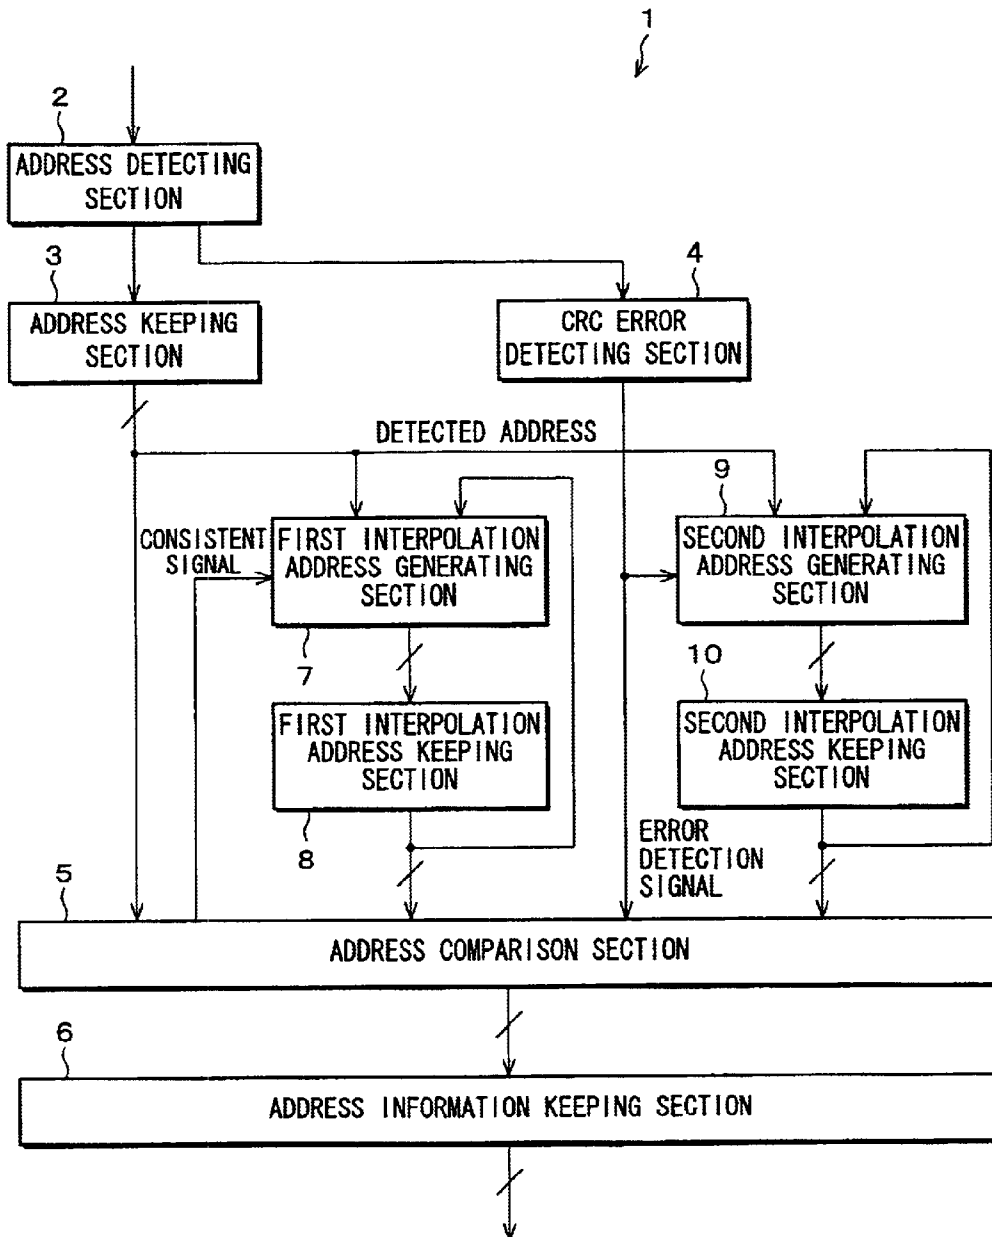 1
2
ADDRESS DETECTING
SECTION
3
ADDRESS KEEPING
SECTION
4
CRC ERROR
DETECTING SECTION
DETECTED ADDRESS
CONSISTENT
SIGNAL
FIRST INTERPOLATION
ADDRESS GENERATING
SECTION
7
9
SECOND INTERPOLATION
ADDRESS GENERATING
SECTION
FIRST INTERPOLATION
ADDRESS KEEPING
SECTION
8
10
SECOND INTERPOLATION
ADDRESS KEEPING
SECTION
ERROR
DETECTION
SIGNAL
5
ADDRESS COMPARISON SECTION
6
ADDRESS INFORMATION KEEPING SECTION